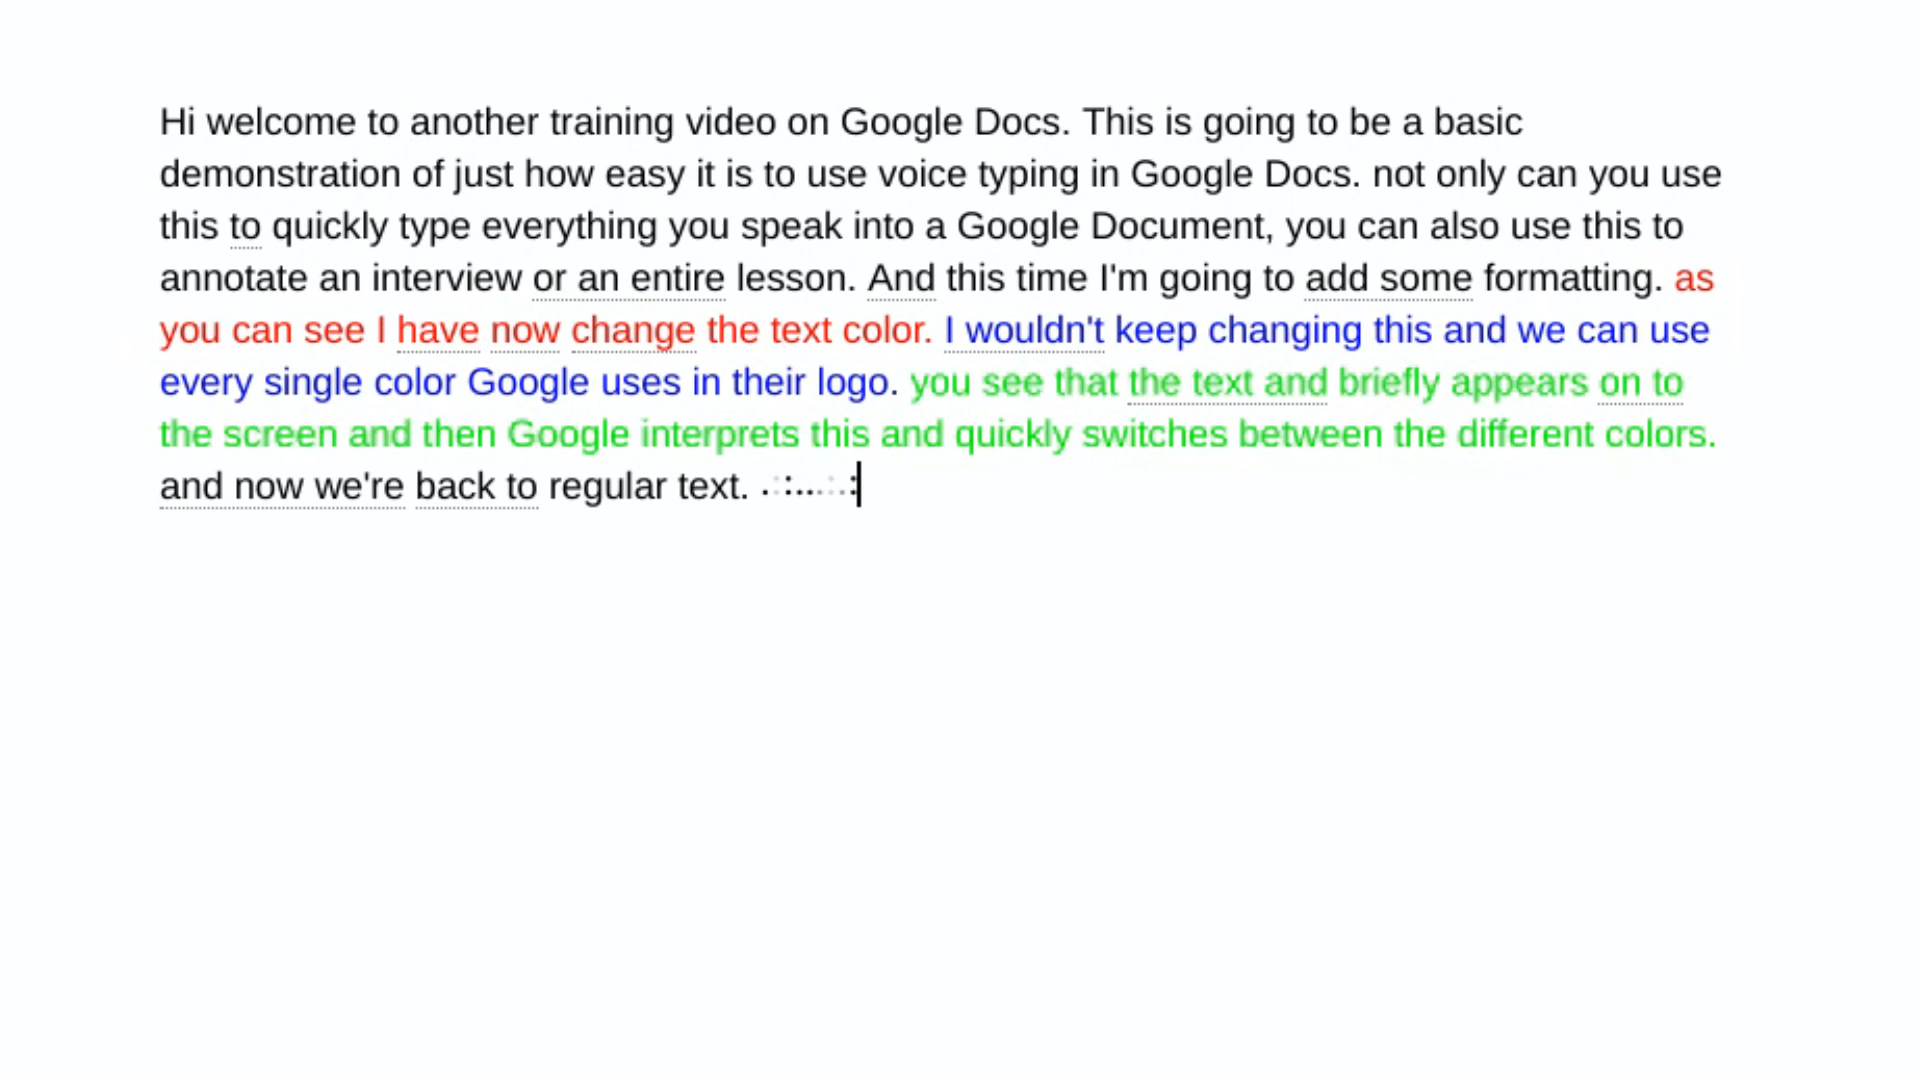 Hi welcome to another training video on Google Docs. This is going to be a basic
demonstration of just how easy it is to use voice typing in Google Docs. not only can you use
this to quickly type everything you speak into a Google Document, you can also use this to
annotate an interview or an entire lesson. And this time I'm going to add some formatting. as
you can see I have now change the text color. I wouldn't keep changing this and we can use
every single color Google uses in their logo. you see that the text and briefly appears on to
the screen and then Google interprets this and quickly switches between the different colors.
and now we're back to regular text.